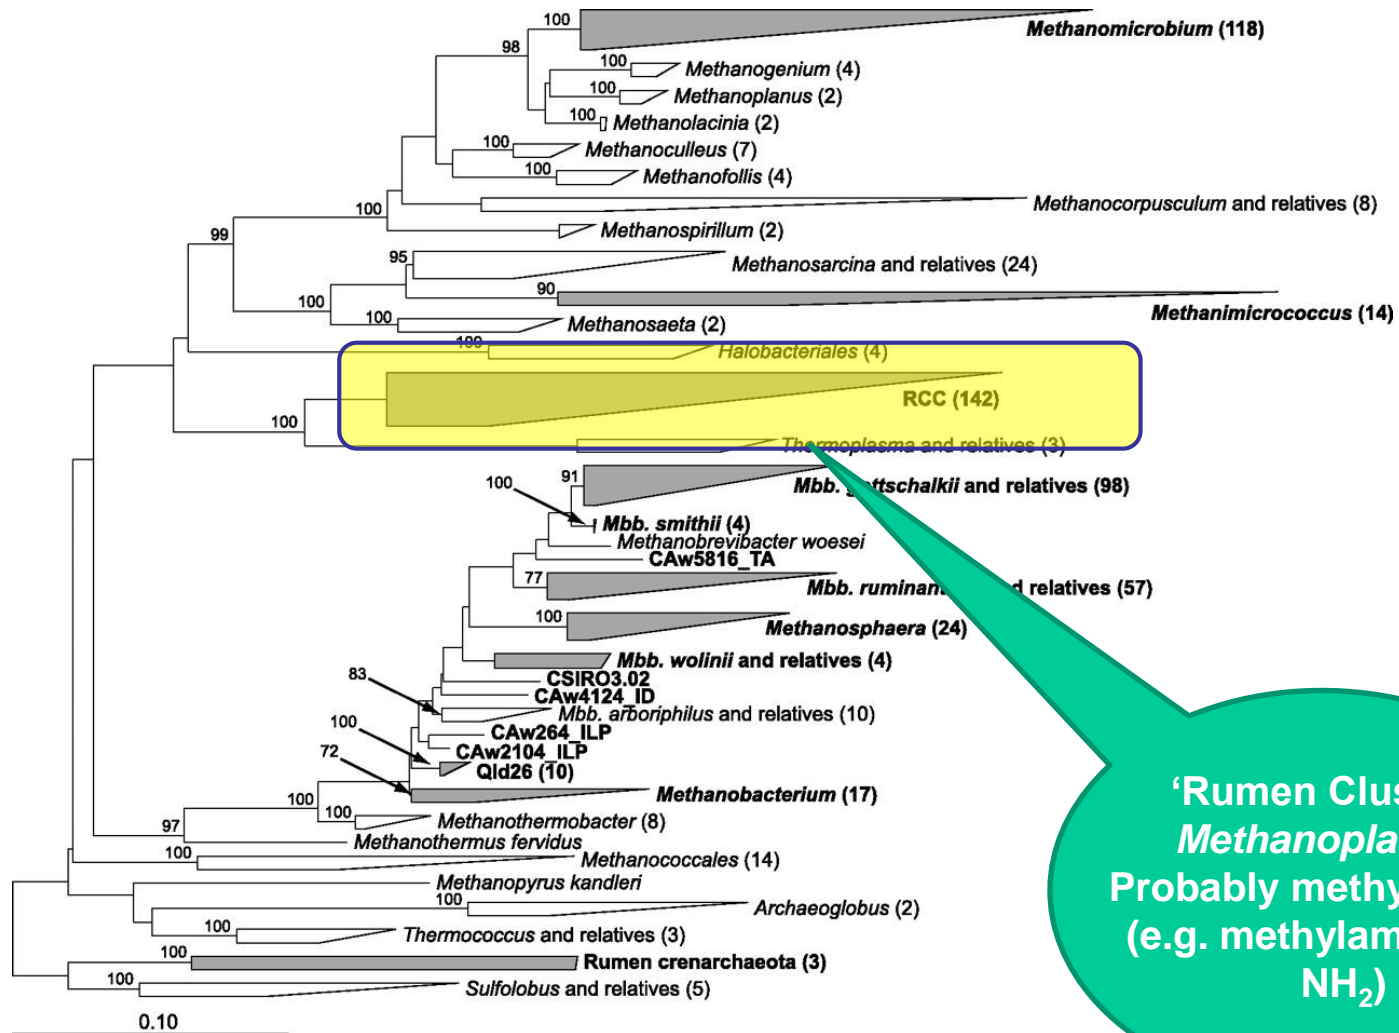 100
Methanomicrobium (118)
98
100
Methanogenium (4)
100
Methanoplanus (2)
100
Methanolacinia (2)
100
Methanoculleus (7)
100
Methanofollis (4)
Methanocorpusculum and relatives (8)
100
Methanospirillum (2)
99
95
Methanosarcina and relatives (24)
90
Methanimicrococcus (14)
100
100
Methanosaeta (2)
100
Halobacteriales (4)
RCC (142)
100
Thermoplasma and relatives (3)
91
Mbb. gottschalkii and relatives (98)
100
Mbb. smithii (4)
Methanobrevibacter woesei
CAw5816_TA
77
Mbb. and relatives (57)
100
Methanosphaera (24)
Mbb. wolinii and relatives (4)
83
CSIRO3.02
CAw4124_ID
Mbb. arboriphilus and relatives (10)
100
CAw264_ILP
CAw2104_ILP
72
Qld26 (10)
Methanobacterium (17)
100
100
Methanothermobacter (8)
97
Methanothermus fervidus
100
Methanococcales (14)
Methanopyrus kandleri
100
Archaeoglobus (2)
100
Thermococcus and relatives (3)
100
Rumen crenarchaeota (3)
100
Sulfolobus and relatives (5)
0.10
‘Rumen
Probably
(e.g.
NH₂)